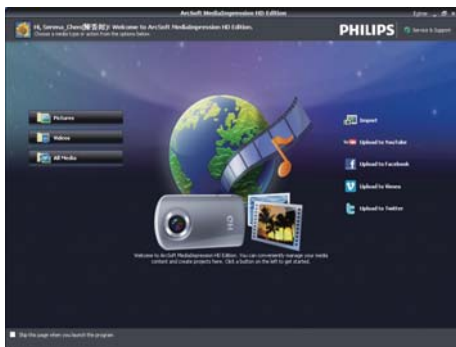 ArcSoft MediaImpression HD Edition
Hi, Serena_Chen Welcome to ArcSoft MediaImpression HD Edition.
Choose a media type or action from the options below.
PHILIPS
Service & Support
Pictures
Videos
All Media
Import
Upload to YouTube
Upload to Facebook
Upload to Vimeo
Upload to Twitter
HD
Welcome to ArcSoft MediaImpression HD Edition. You can conveniently manage your media
content and create projects here. Click a button on the left to get started.
Skip this page when you launch the program